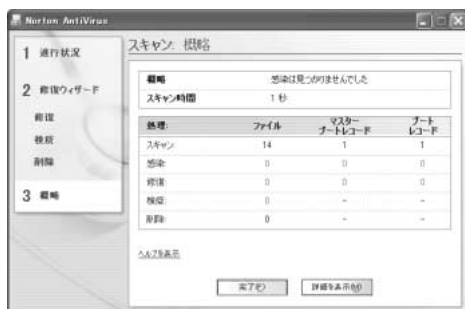 Norton AntiVirus
1 進行状況
2 修復ウィザード
修復
検疫
削除
3 概略
スキャン: 概略
概略 感染は見つかりませんでした
スキャン時間 1 秒
処理: ファイル マスター ブートレコード ブート レコード
スキャン: 14 1 1
感染: 0 0 0
修復: 0 0 0
検疫: 0 - -
削除: 0 - -
ヘルプを表示
完了(F) 詳細を表示(M)